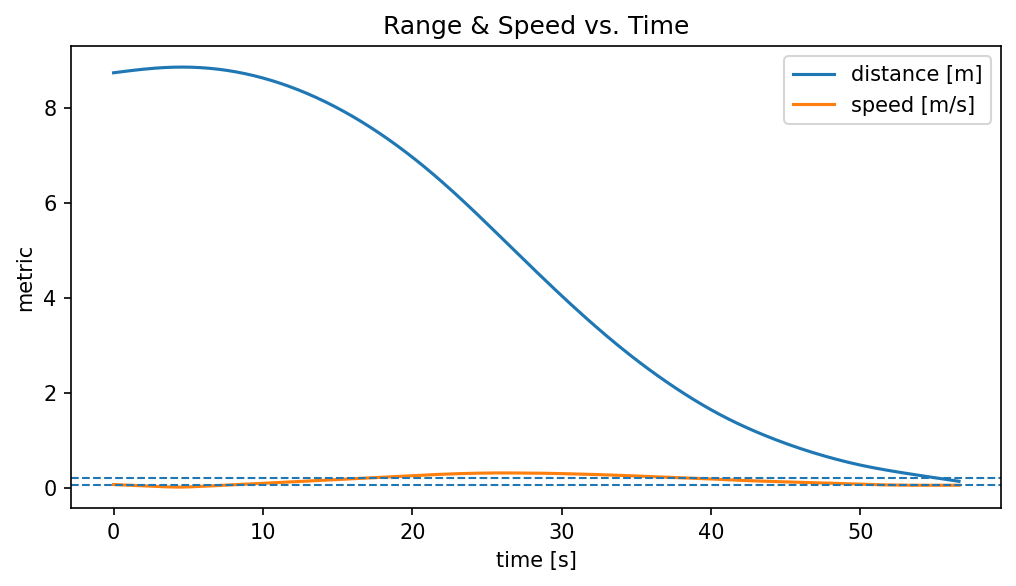 Range & Speed vs. Time
distance [m]
speed [m/s]
metric
8
6
4
2
0
0 10 20 30 40 50
time [s]